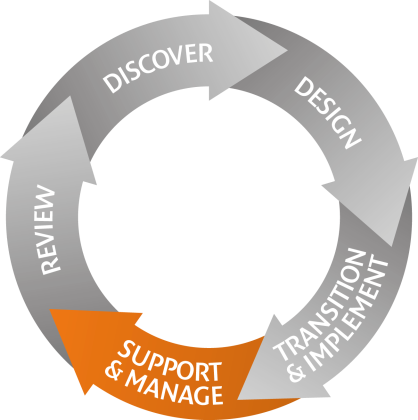 DISCOVER
DESIGN
TRANSITION
& IMPLEMENT
SUPPORT
& MANAGE
REVIEW